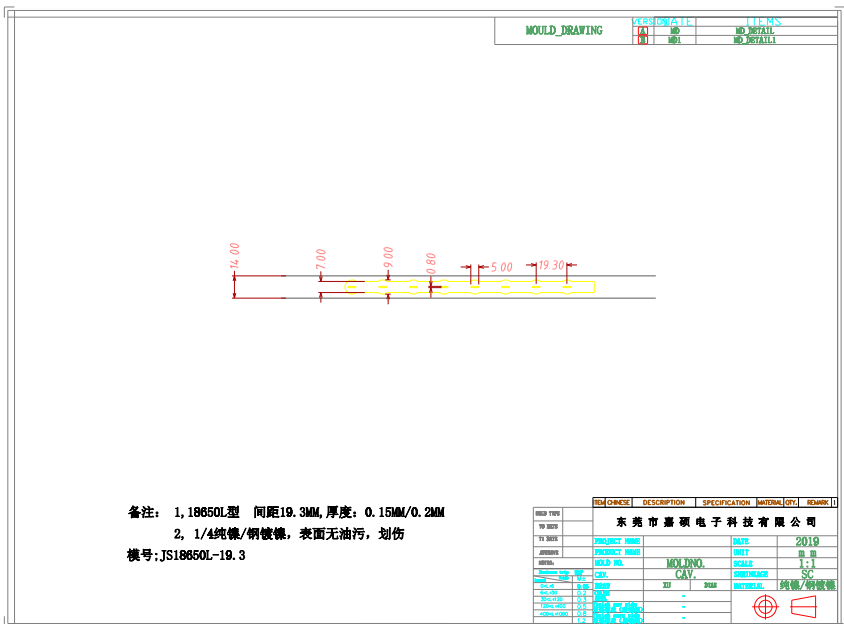 MOULD_DRAWING
ITEMS
A MD MD_DETAIL
B MD1 MD_DETAIL1
14.00
7.00
9.00
0.80
5.00
19.30
备注： 1,18650L型 间距19.3MM,厚度：0.15MM/0.2MM
2, 1/4纯镍/钢镀镍，表面无油污，划伤
模号;JS18650L-19.3
ITEM CHINESE DESCRIPTION SPECIFICATION MATERIAL QTY. REMARK
东莞市嘉硕电子科技有限公司
PROJECT NAME DATE 2019
PRODUCT NAME UNIT m m
MOLD NO. MOLDNO. SCALE 1:1
CAV. CAV. SHRINKAGE SC
MATERIAL 纯镍/钢镀镍